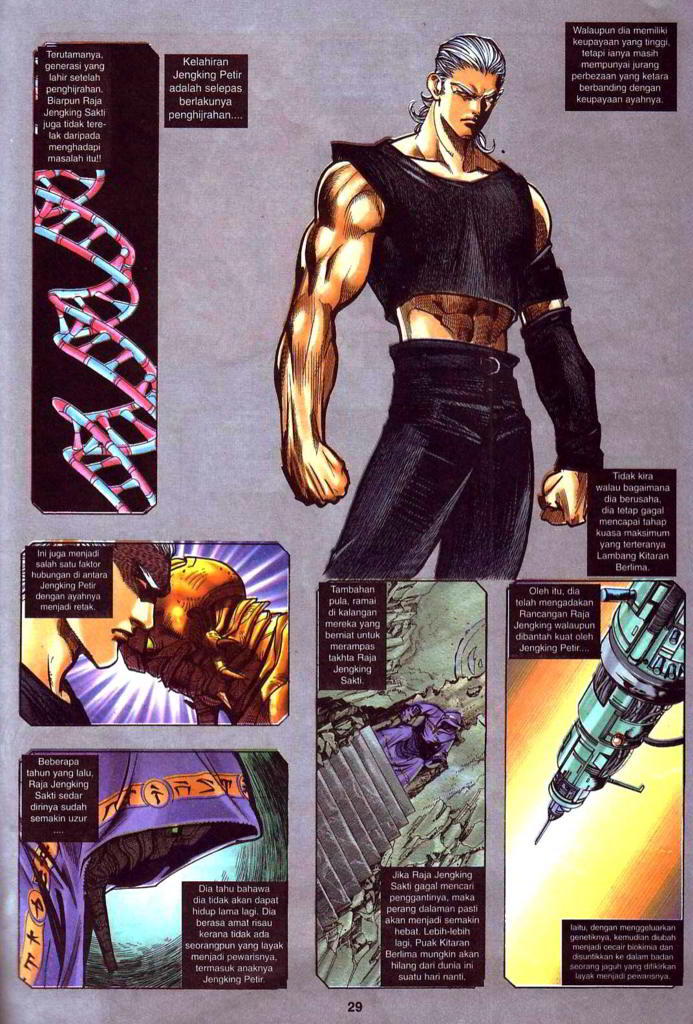 Terutamanya,
generasi yang
lahir setelah
penghijrahan.
Biarpun Raja
Jengking Sakti
juga tidak tere-
lak daripada
menghadapi
masalah itu!!
Kelahiran
Jengking Petir
adalah selepas
berlakunya
penghijrahan....
Walaupun dia memiliki
keupayaan yang tinggi,
tetapi ianya masih
mempunyai jurang
perbezaan yang ketara
berbanding dengan
keupayaan ayahnya.
Tidak kira
walau bagaimana
dia berusaha,
dia tetap gagal
mencapai tahap
kuasa maksimum
yang terteranya
Lambang Kitaran
Berlima.
Ini juga menjadi
salah satu faktor
hubungan di antara
Jengking Petir
dengan ayahnya
menjadi retak.
Beberapa
tahun yang lalu,
Raja Jengking
Sakti sedar
dirinya sudah
semakin uzur
....
Dia tahu bahawa
dia tidak akan dapat
hidup lama lagi. Dia
berasa amat risau
kerana tidak ada
seorangpun yang layak
menjadi pewarisnya,
termasuk anaknya
Jengking Petir.
Tambahan
pula, ramai
di kalangan
mereka yang
berniat untuk
merampas
takhta Raja
Jengking
Sakti.
Jika Raja Jengking
Sakti gagal mencari
penggantinya, maka
perang dalaman pasti
akan menjadi semakin
hebat. Lebih-lebih
lagi, Puak Kitaran
Berlima mungkin akan
hilang dari dunia ini
suatu hari nanti.
Oleh itu, dia
telah mengadakan
Rancangan Raja
Jengking walaupun
dibantah kuat oleh
Jengking Petir....
Iaitu, dengan menggeluarkan
genetiknya, kemudian diubah
menjadi cecair biokimia dan
disuntikkan ke dalam badan
seorang jaguh yang difikirkan
layak menjadi pewarisnya.
29